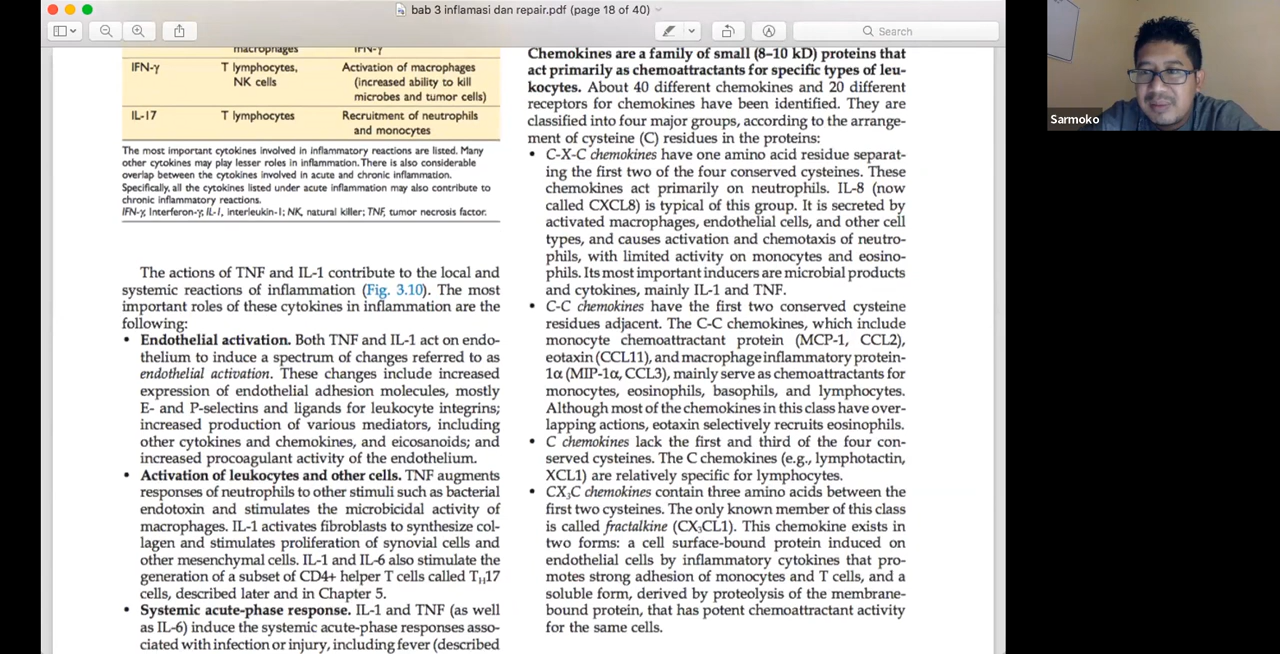 bab 3 inflamasi dan repair.pdf (page 18 of 40)
Search
Sarmoko
macrophages IFN-γ
IFN-γ T lymphocytes, Activation of macrophages
NK cells (increased ability to kill
microbes and tumor cells)
IL-17 T lymphocytes Recruitment of neutrophils
and monocytes
The most important cytokines involved in inflammatory reactions are listed. Many
other cytokines may play lesser roles in inflammation. There is also considerable
overlap between the cytokines involved in acute and chronic inflammation.
Specifically, all the cytokines listed under acute inflammation may also contribute to
chronic inflammatory reactions.
IFN-γ, Interferon-γ; IL-1, interleukin-1; NK, natural killer; TNF, tumor necrosis factor.
The actions of TNF and IL-1 contribute to the local and
systemic reactions of inflammation (Fig. 3.10). The most
important roles of these cytokines in inflammation are the
following:
• Endothelial activation. Both TNF and IL-1 act on endo-
thelium to induce a spectrum of changes referred to as
endothelial activation. These changes include increased
expression of endothelial adhesion molecules, mostly
E- and P-selectins and ligands for leukocyte integrins;
increased production of various mediators, including
other cytokines and chemokines, and eicosanoids; and
increased procoagulant activity of the endothelium.
• Activation of leukocytes and other cells. TNF augments
responses of neutrophils to other stimuli such as bacterial
endotoxin and stimulates the microbicidal activity of
macrophages. IL-1 activates fibroblasts to synthesize col-
lagen and stimulates proliferation of synovial cells and
other mesenchymal cells. IL-1 and IL-6 also stimulate the
generation of a subset of CD4+ helper T cells called TH17
cells, described later and in Chapter 5.
• Systemic acute-phase response. IL-1 and TNF (as well
as IL-6) induce the systemic acute-phase responses asso-
ciated with infection or injury, including fever (described
Chemokines are a family of small (8–10 kD) proteins that
act primarily as chemoattractants for specific types of leu-
kocytes. About 40 different chemokines and 20 different
receptors for chemokines have been identified. They are
classified into four major groups, according to the arrange-
ment of cysteine (C) residues in the proteins:
• C-X-C chemokines have one amino acid residue separat-
ing the first two of the four conserved cysteines. These
chemokines act primarily on neutrophils. IL-8 (now
called CXCL8) is typical of this group. It is secreted by
activated macrophages, endothelial cells, and other cell
types, and causes activation and chemotaxis of neutro-
phils, with limited activity on monocytes and eosino-
phils. Its most important inducers are microbial products
and cytokines, mainly IL-1 and TNF.
• C-C chemokines have the first two conserved cysteine
residues adjacent. The C-C chemokines, which include
monocyte chemoattractant protein (MCP-1, CCL2),
eotaxin (CCL11), and macrophage inflammatory protein-
1α (MIP-1α, CCL3), mainly serve as chemoattractants for
monocytes, eosinophils, basophils, and lymphocytes.
Although most of the chemokines in this class have over-
lapping actions, eotaxin selectively recruits eosinophils.
• C chemokines lack the first and third of the four con-
served cysteines. The C chemokines (e.g., lymphotactin,
XCL1) are relatively specific for lymphocytes.
• CX3C chemokines contain three amino acids between the
first two cysteines. The only known member of this class
is called fractalkine (CX3CL1). This chemokine exists in
two forms: a cell surface-bound protein induced on
endothelial cells by inflammatory cytokines that pro-
motes strong adhesion of monocytes and T cells, and a
soluble form, derived by proteolysis of the membrane-
bound protein, that has potent chemoattractant activity
for the same cells.